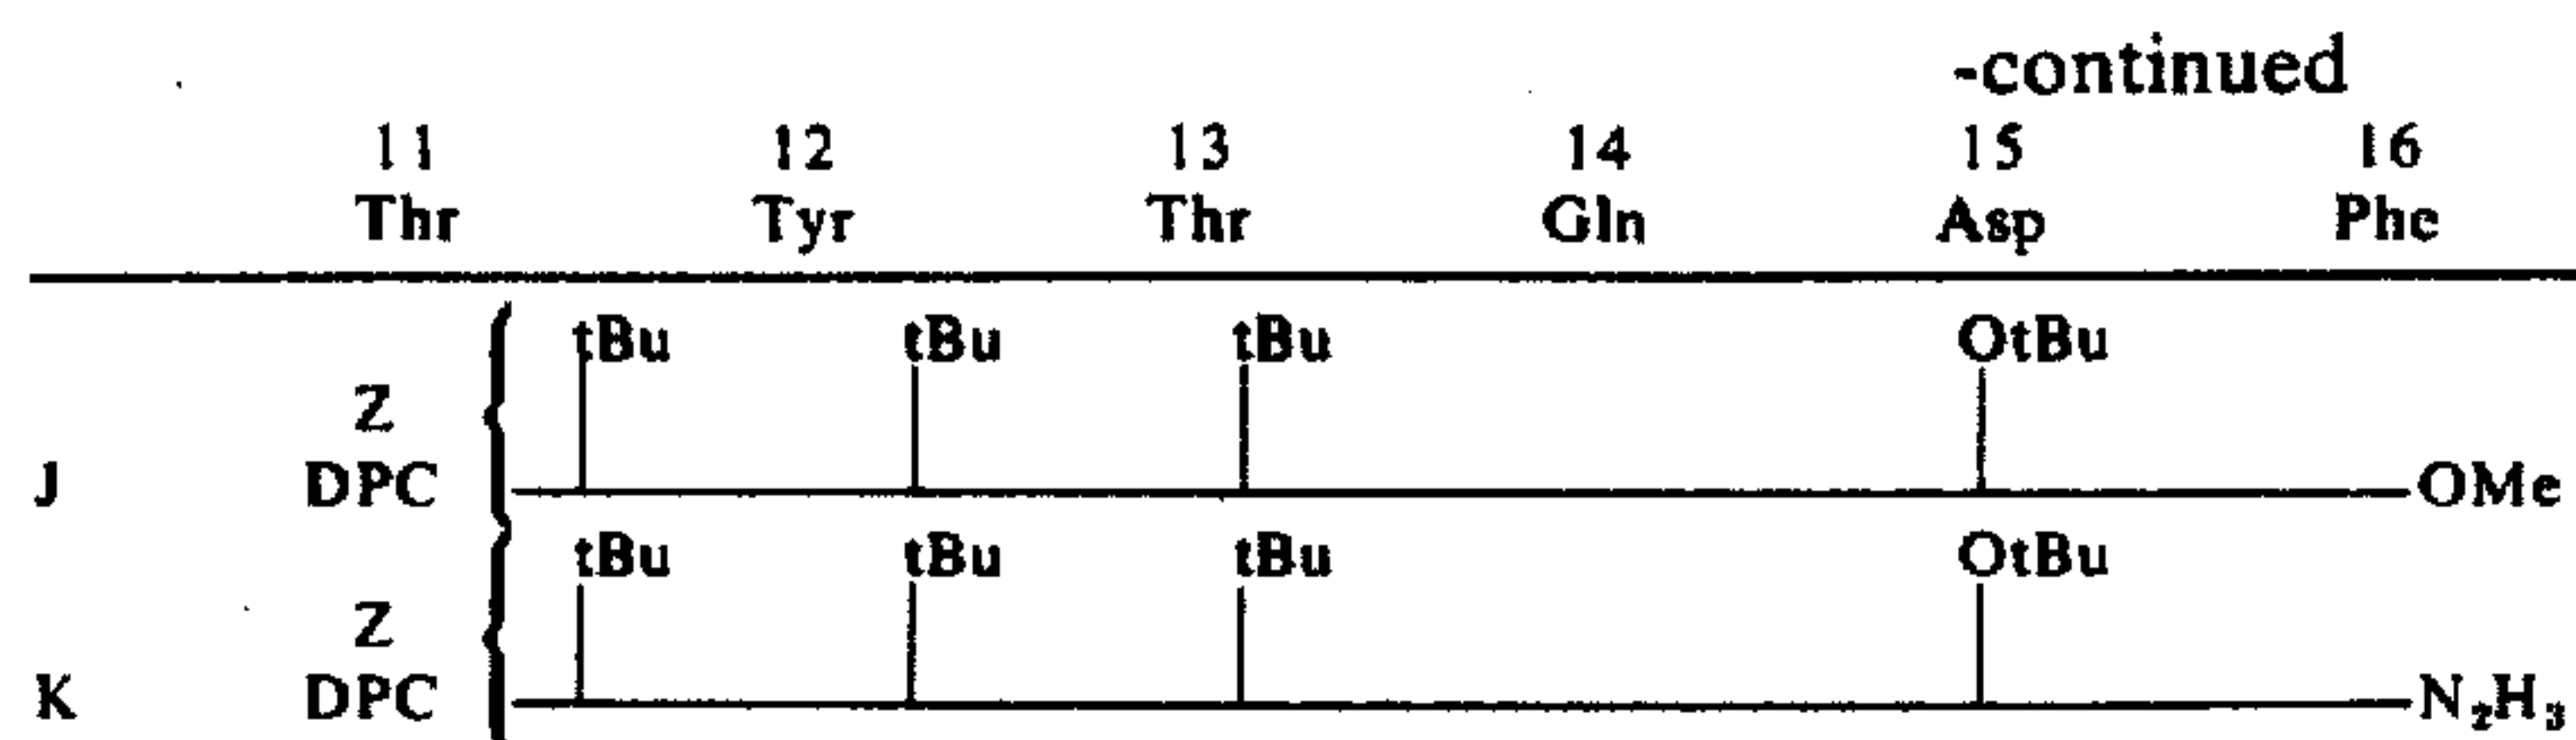 -continued
11 12 13 14 15 16
Thr Tyr Thr Gln Asp Phe
tBu tBu tBu OtBu
Z
J DPC OMe
tBu tBu tBu OtBu
Z
K DPC N₂H₃